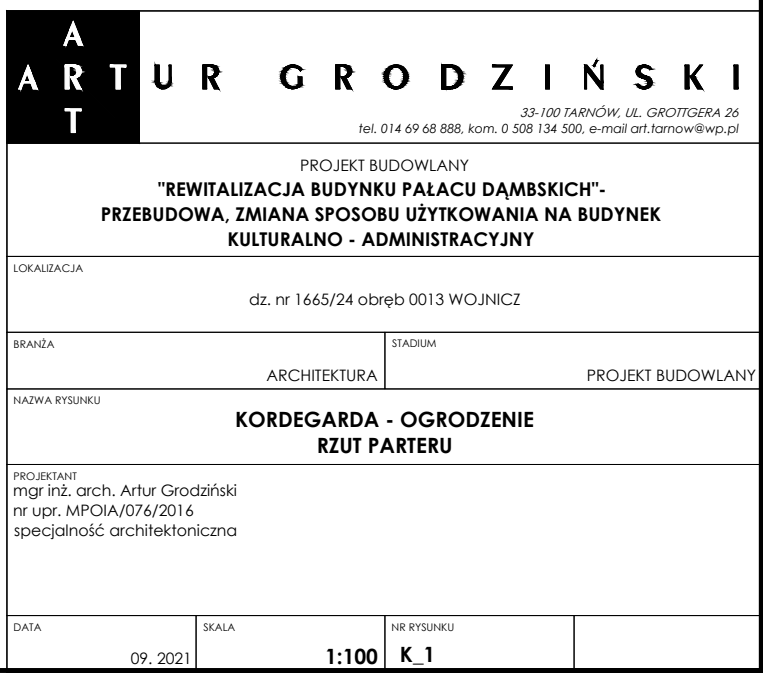 A
ARTUR GRODZIŃSKI
T
33-100 TARNÓW, UL. GROTTGERA 26
tel. 014 69 68 888, kom. 0 508 134 500, e-mail art.tarnow@wp.pl
PROJEKT BUDOWLANY
"REWITALIZACJA BUDYNKU PAŁACU DĄMBSKICH"-
PRZEBUDOWA, ZMIANA SPOSOBU UŻYTKOWANIA NA BUDYNEK
KULTURALNO - ADMINISTRACYJNY
LOKALIZACJA
dz. nr 1665/24 obręb 0013 WOJNICZ
BRANŻA
ARCHITEKTURA
STADIUM
PROJEKT BUDOWLANY
NAZWA RYSUNKU
KORDEGARDA - OGRODZENIE
RZUT PARTERU
PROJEKTANT
mgr inż. arch. Artur Grodziński
nr upr. MPOIA/076/2016
specjalność architektoniczna
DATA
09. 2021
SKALA
1:100
NR RYSUNKU
K_1